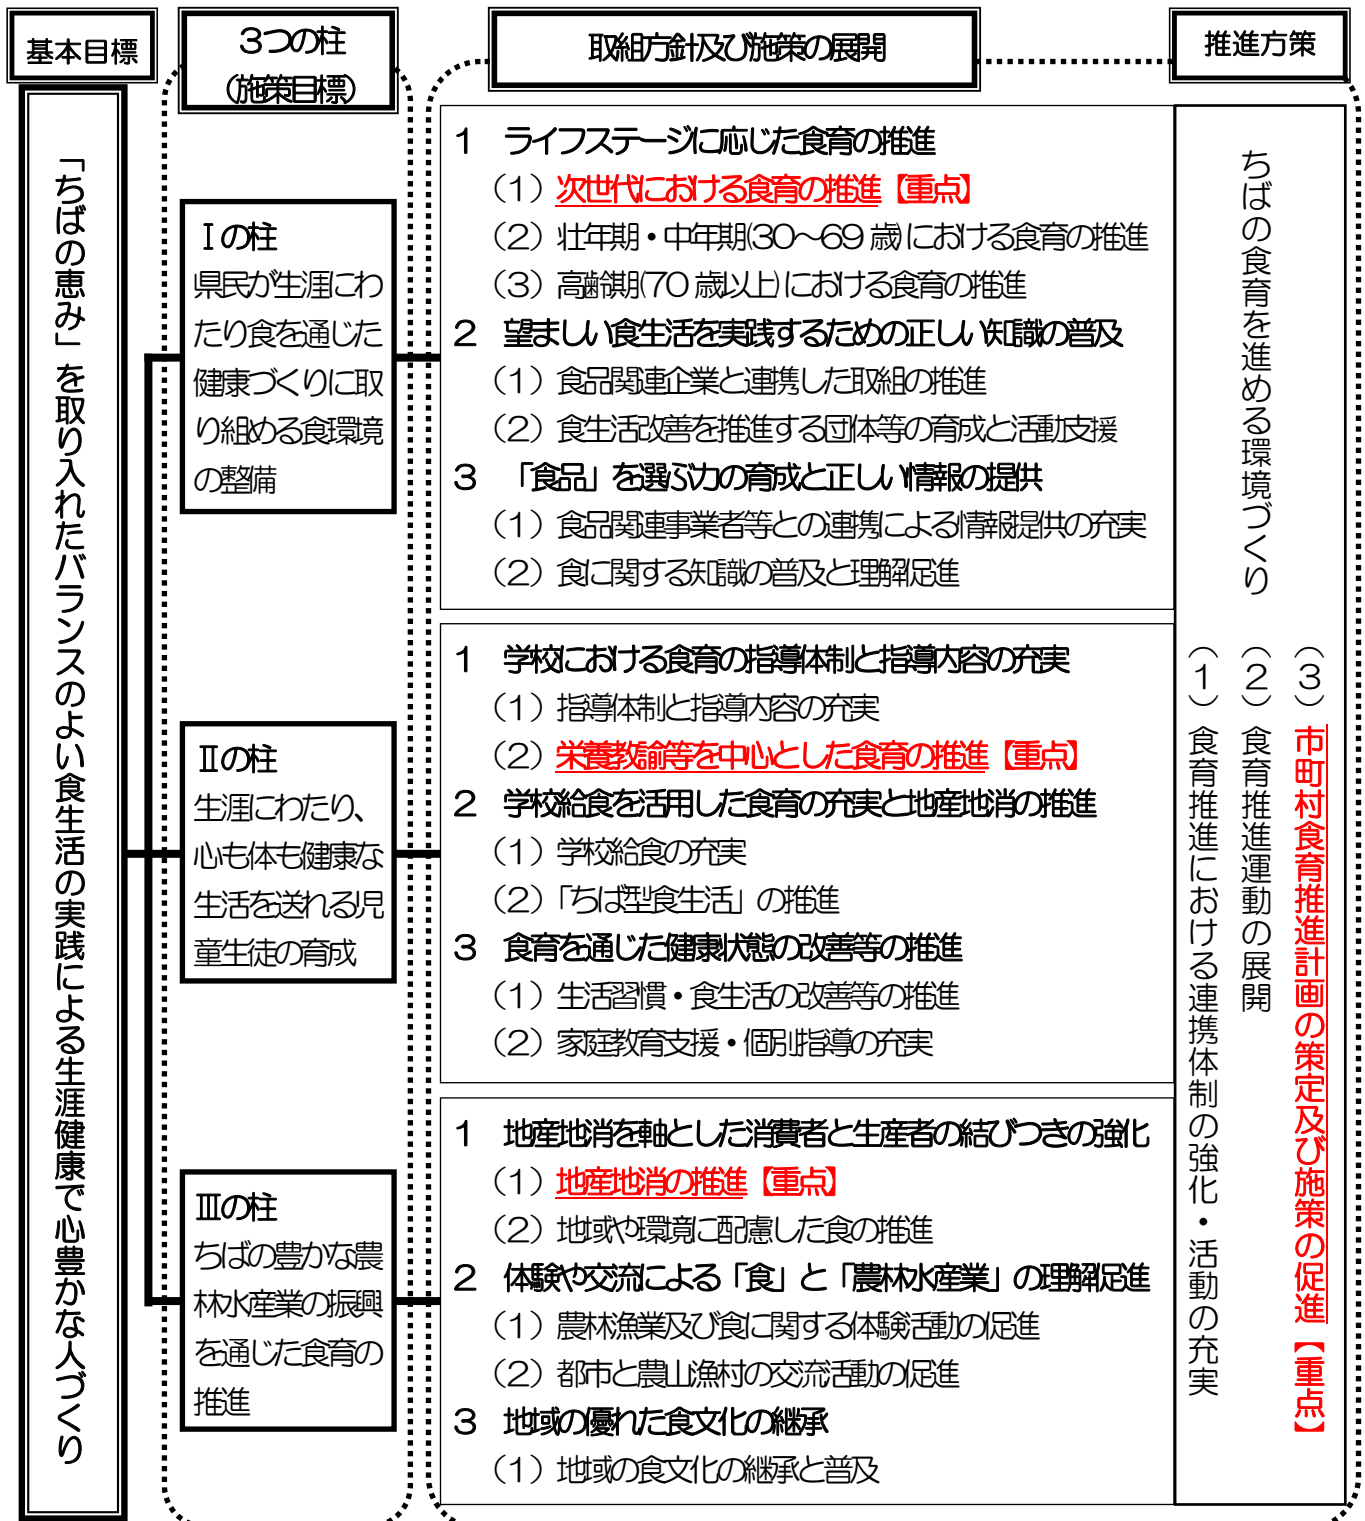 基本目標
3つの柱
（施策目標）
取組方針及び施策の展開
推進方策
「ちばの恵み」を取り入れたバランスのよい食生活の実践による生涯健康で心豊かな人づくり
Ⅰの柱
県民が生涯にわ
たり食を通じた
健康づくりに取
り組める食環境
の整備
Ⅱの柱
生涯にわたり、
心も体も健康な
生活を送れる児
童生徒の育成
Ⅲの柱
ちばの豊かな農
林水産業の振興
を通じた食育の
推進
1 ライフステージに応じた食育の推進
（1）次世代における食育の推進【重点】
（2）壮年期・中年期(30～69 歳)における食育の推進
（3）高齢期(70 歳以上)における食育の推進
2 望ましい食生活を実践するための正しい知識の普及
（1）食品関連企業と連携した取組の推進
（2）食生活改善を推進する団体等の育成と活動支援
3 「食品」を選ぶ力の育成と正しい情報の提供
（1）食品関連事業者等との連携による情報提供の充実
（2）食に関する知識の普及と理解促進
1 学校における食育の指導体制と指導内容の充実
（1）指導体制と指導内容の充実
（2）栄養教諭等を中心とした食育の推進【重点】
2 学校給食を活用した食育の充実と地産地消の推進
（1）学校給食の充実
（2）「ちば型食生活」の推進
3 食育を通じた健康状態の改善等の推進
（1）生活習慣・食生活の改善等の推進
（2）家庭教育支援・個別指導の充実
1 地産地消を軸とした消費者と生産者の結びつきの強化
（1）地産地消の推進【重点】
（2）地域や環境に配慮した食の推進
2 体験や交流による「食」と「農林水産業」の理解促進
（1）農林漁業及び食に関する体験活動の促進
（2）都市と農山漁村の交流活動の促進
3 地域の優れた食文化の継承
（1）地域の食文化の継承と普及
ちばの食育を進める環境づくり
（1）食育推進における連携体制の強化・活動の充実
（2）食育推進運動の展開
（3）市町村食育推進計画の策定及び施策の促進【重点】